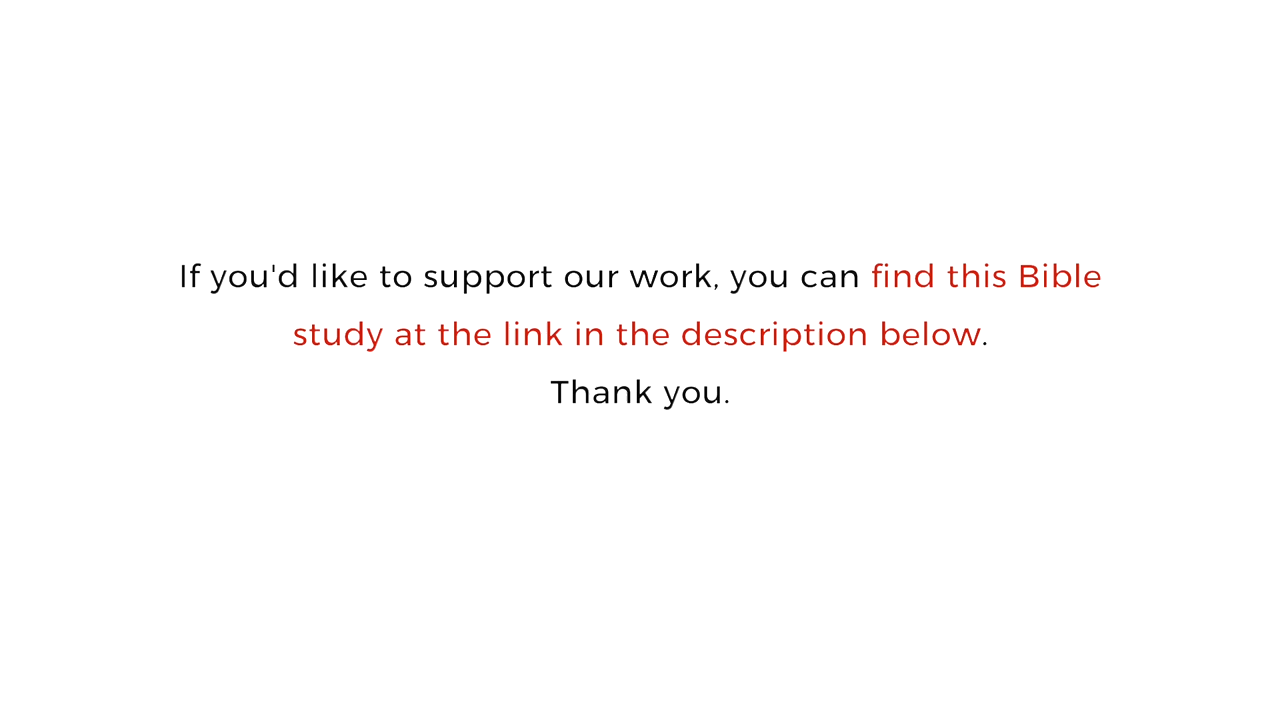 If you'd like to support our work, you can find this Bible
study at the link in the description below.
Thank you.